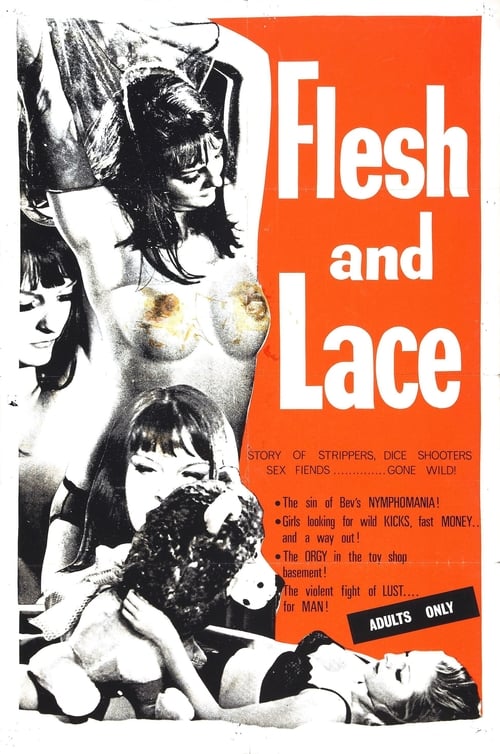 Flesh
and
Lace
STORY OF STRIPPERS, DICE SHOOTERS
SEX FIENDS..............GONE WILD!
• The sin of Bev's NYMPHOMANIA!
• Girls looking for wild KICKS, fast MONEY..
and a way out!
• The ORGY in the toy shop
basement!
• The violent fight of LUST....
for MAN!
ADULTS ONLY